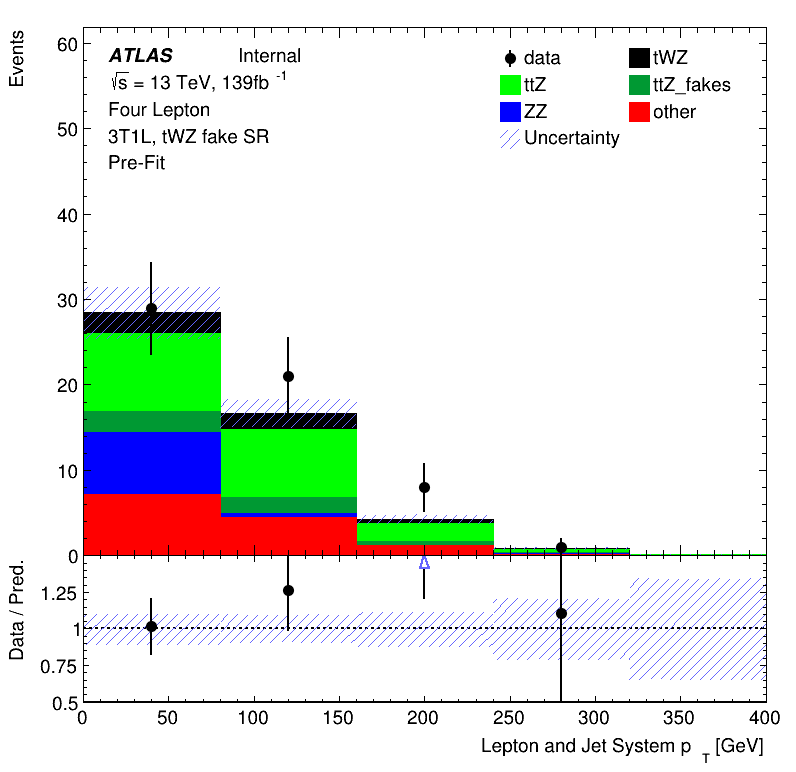 Events
60
50
40
30
20
10
0
ATLAS Internal
√s = 13 TeV, 139fb -1
Four Lepton
3T1L, tWZ fake SR
Pre-Fit
data tWZ
ttZ ttZ_fakes
ZZ other
Uncertainty
Data / Pred.
1.25
1
0.75
0.5
0 50 100 150 200 250 300 350 400
Lepton and Jet System p T [GeV]